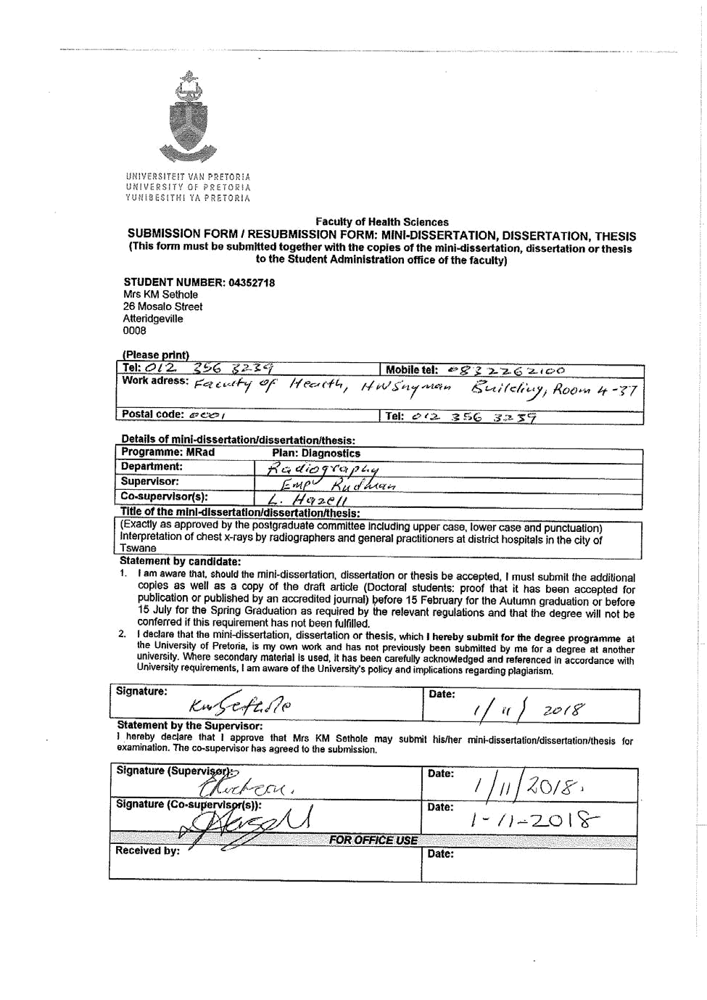 UNIVERSITEIT VAN PRETORIA
UNIVERSITY OF PRETORIA
YUNIBESITHI YA PRETORIA
Faculty of Health Sciences
SUBMISSION FORM / RESUBMISSION FORM: MINI-DISSERTATION, DISSERTATION, THESIS
(This form must be submitted together with the copies of the mini-dissertation, dissertation or thesis
to the Student Administration office of the faculty)
STUDENT NUMBER: 04352718
Mrs KM Sethole
26 Mosalo Street
Atteridgeville
0008
(Please print)
Tel: 012 356 3239 Mobile tel: 0832262100
Work adress: Faculty of Health, HW Snyman Building, Room 4-37
Postal code: 0001 Tel: 012 356 3239
Details of mini-dissertation/dissertation/thesis:
Programme: MRad Plan: Diagnostics
Department: Radiography
Supervisor: Rudman
Co-supervisor(s): L. Hazell
Title of the mini-dissertation/dissertation/thesis:
(Exactly as approved by the postgraduate committee including upper case, lower case and punctuation)
Interpretation of chest x-rays by radiographers and general practitioners at district hospitals in the city of
Tswane
Statement by candidate:
1. I am aware that, should the mini-dissertation, dissertation or thesis be accepted, I must submit the additional
copies as well as a copy of the draft article (Doctoral students: proof that it has been accepted for
publication or published by an accredited journal) before 15 February for the Autumn graduation or before
15 July for the Spring Graduation as required by the relevant regulations and that the degree will not be
conferred if this requirement has not been fulfilled.
2. I declare that the mini-dissertation, dissertation or thesis, which I hereby submit for the degree programme at
the University of Pretoria, is my own work and has not previously been submitted by me for a degree at another
university. Where secondary material is used, it has been carefully acknowledged and referenced in accordance with
University requirements, I am aware of the University's policy and implications regarding plagiarism.
Signature: KM Sethole Date: 1/11/2018
Statement by the Supervisor:
I hereby declare that I approve that Mrs KM Sethole may submit his/her mini-dissertation/dissertation/thesis for
examination. The co-supervisor has agreed to the submission.
Signature (Supervisor): Date: 1/11/2018.
Signature (Co-supervisor(s)): Hazell Date: 1-11-2018
FOR OFFICE USE
Received by: Date: